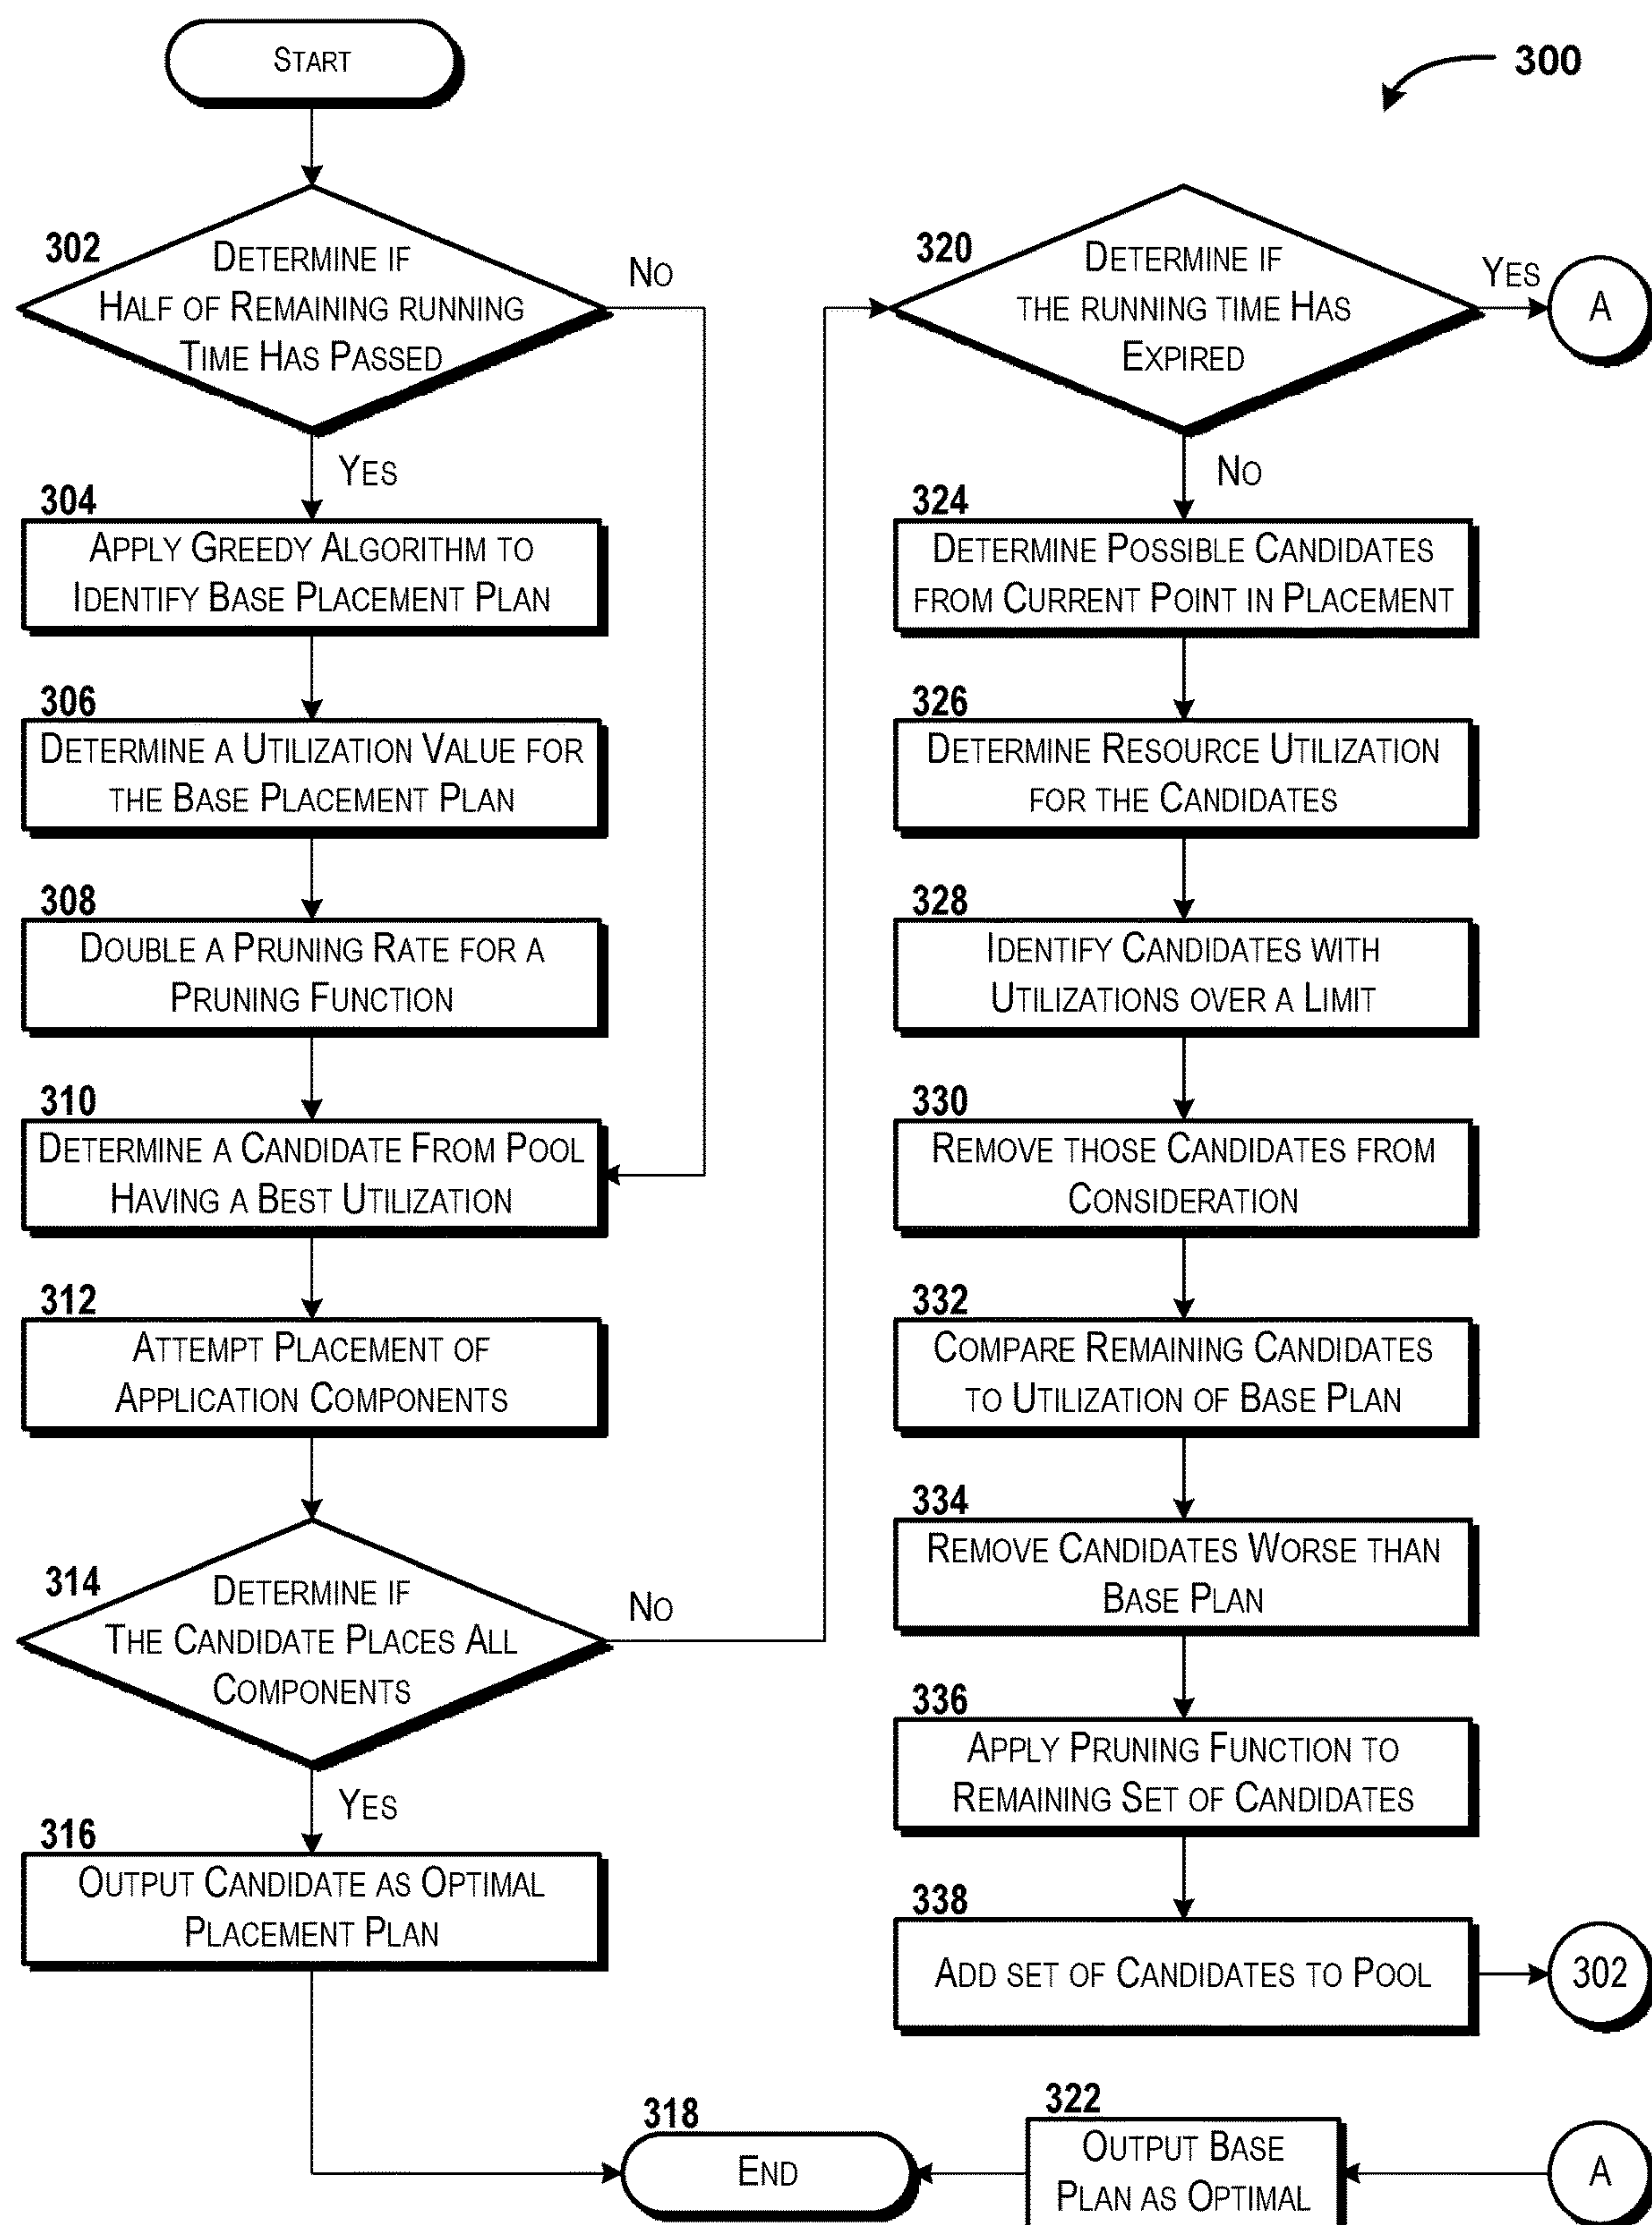 START
300
302
DETERMINE IF
HALF OF REMAINING RUNNING
TIME HAS PASSED
NO
YES
304
APPLY GREEDY ALGORITHM TO
IDENTIFY BASE PLACEMENT PLAN
306
DETERMINE A UTILIZATION VALUE FOR
THE BASE PLACEMENT PLAN
308
DOUBLE A PRUNING RATE FOR A
PRUNING FUNCTION
310
DETERMINE A CANDIDATE FROM POOL
HAVING A BEST UTILIZATION
312
ATTEMPT PLACEMENT OF
APPLICATION COMPONENTS
314
DETERMINE IF
THE CANDIDATE PLACES ALL
COMPONENTS
NO
YES
316
OUTPUT CANDIDATE AS OPTIMAL
PLACEMENT PLAN
320
DETERMINE IF
THE RUNNING TIME HAS
EXPIRED
YES
A
NO
324
DETERMINE POSSIBLE CANDIDATES
FROM CURRENT POINT IN PLACEMENT
326
DETERMINE RESOURCE UTILIZATION
FOR THE CANDIDATES
328
IDENTIFY CANDIDATES WITH
UTILIZATIONS OVER A LIMIT
330
REMOVE THOSE CANDIDATES FROM
CONSIDERATION
332
COMPARE REMAINING CANDIDATES
TO UTILIZATION OF BASE PLAN
334
REMOVE CANDIDATES WORSE THAN
BASE PLAN
336
APPLY PRUNING FUNCTION TO
REMAINING SET OF CANDIDATES
338
ADD SET OF CANDIDATES TO POOL
302
318
END
322
OUTPUT BASE
PLAN AS OPTIMAL
A